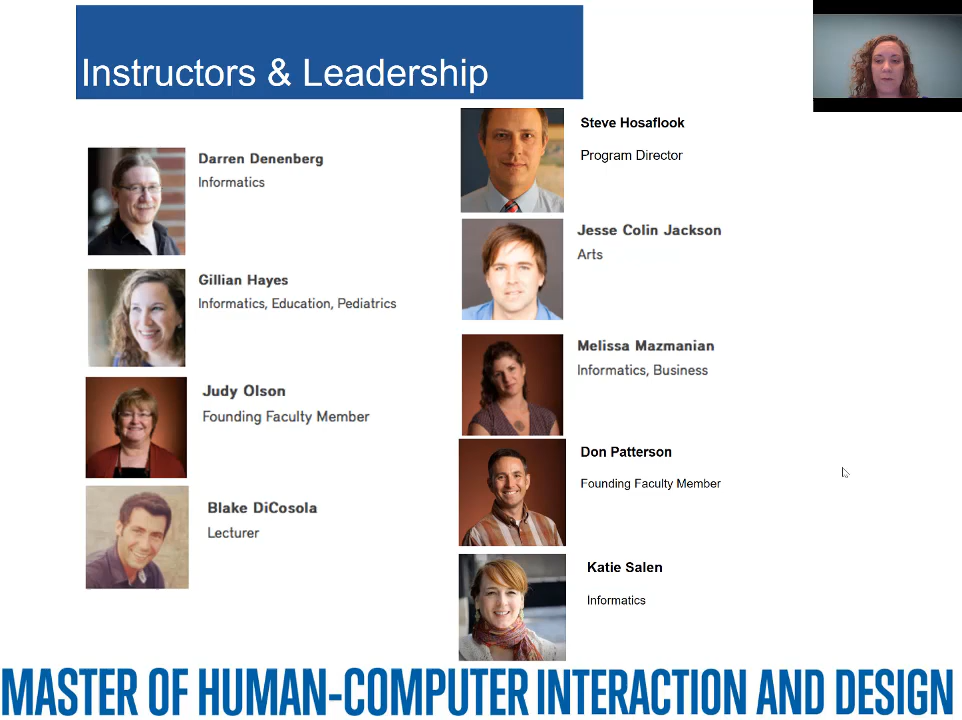 Instructors & Leadership
Darren Denenberg
Informatics
Gillian Hayes
Informatics, Education, Pediatrics
Judy Olson
Founding Faculty Member
Blake DiCosola
Lecturer
Steve Hosaflook
Program Director
Jesse Colin Jackson
Arts
Melissa Mazmanian
Informatics, Business
Don Patterson
Founding Faculty Member
Katie Salen
Informatics
MASTER OF HUMAN-COMPUTER INTERACTION AND DESIGN